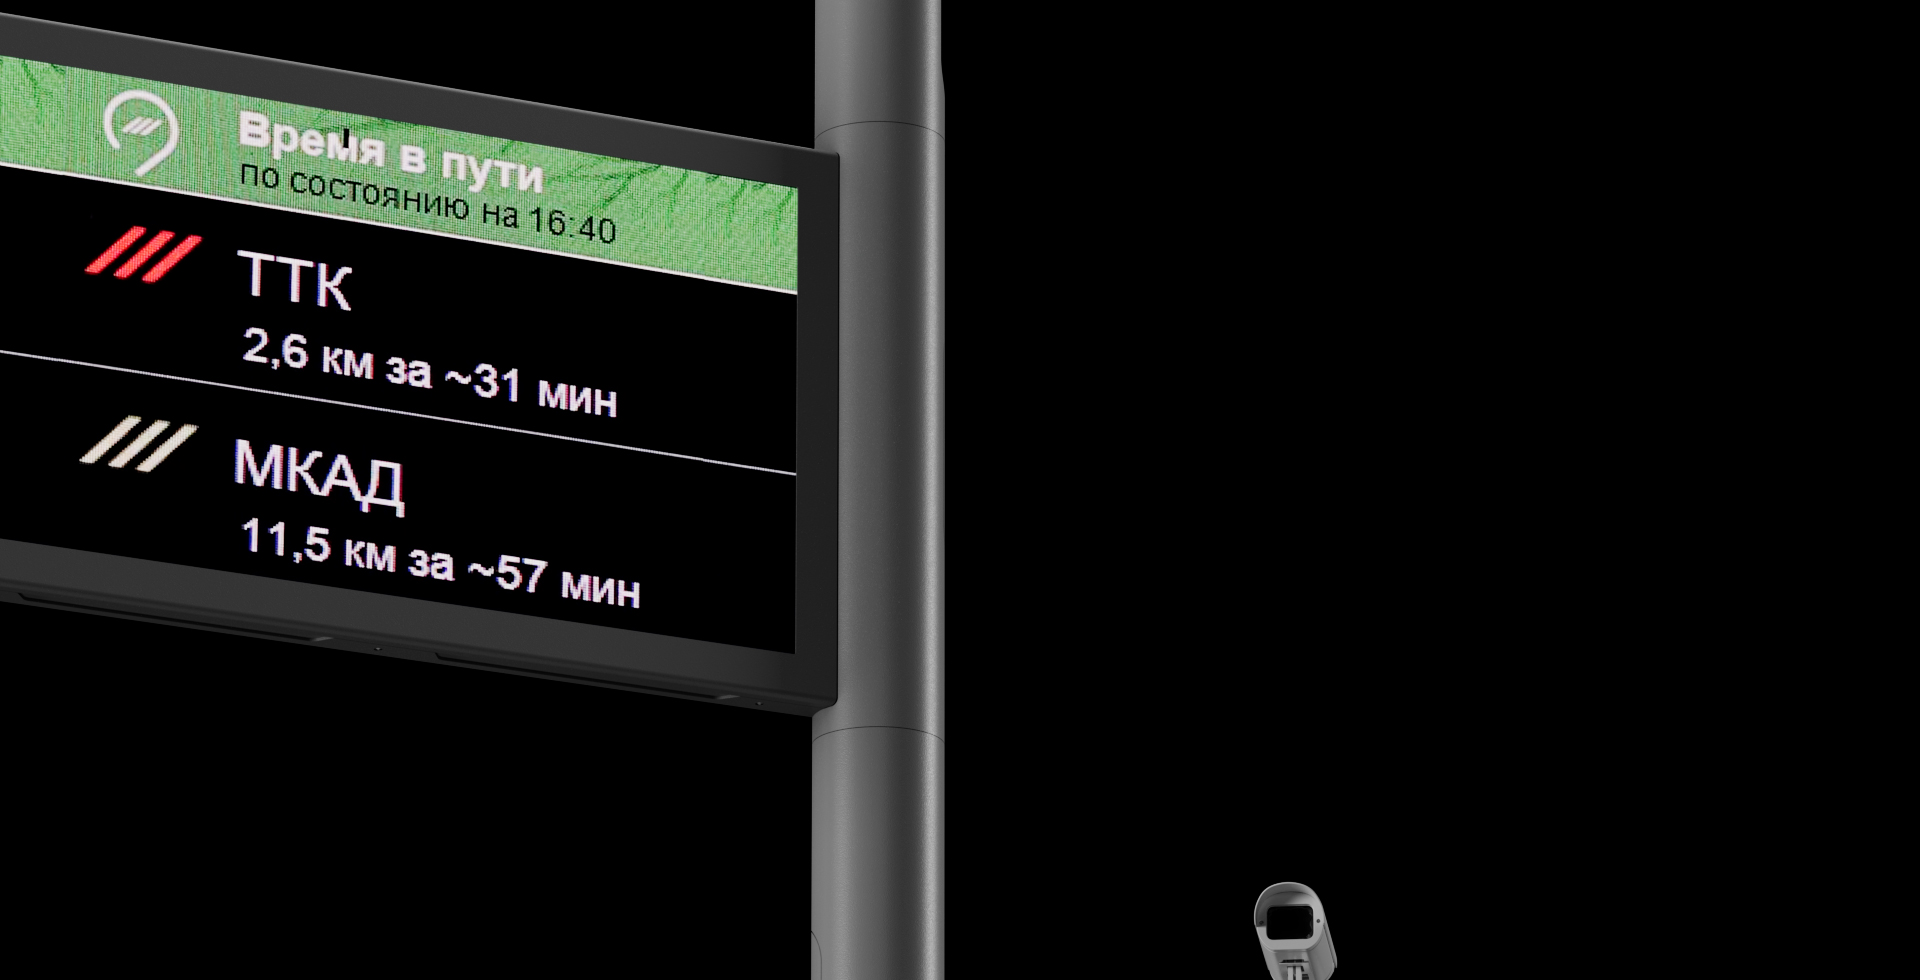 Время в пути
по состоянию на 16:40
ТТК
2,6 км за ~31 мин
МКАД
11,5 км за ~57 мин